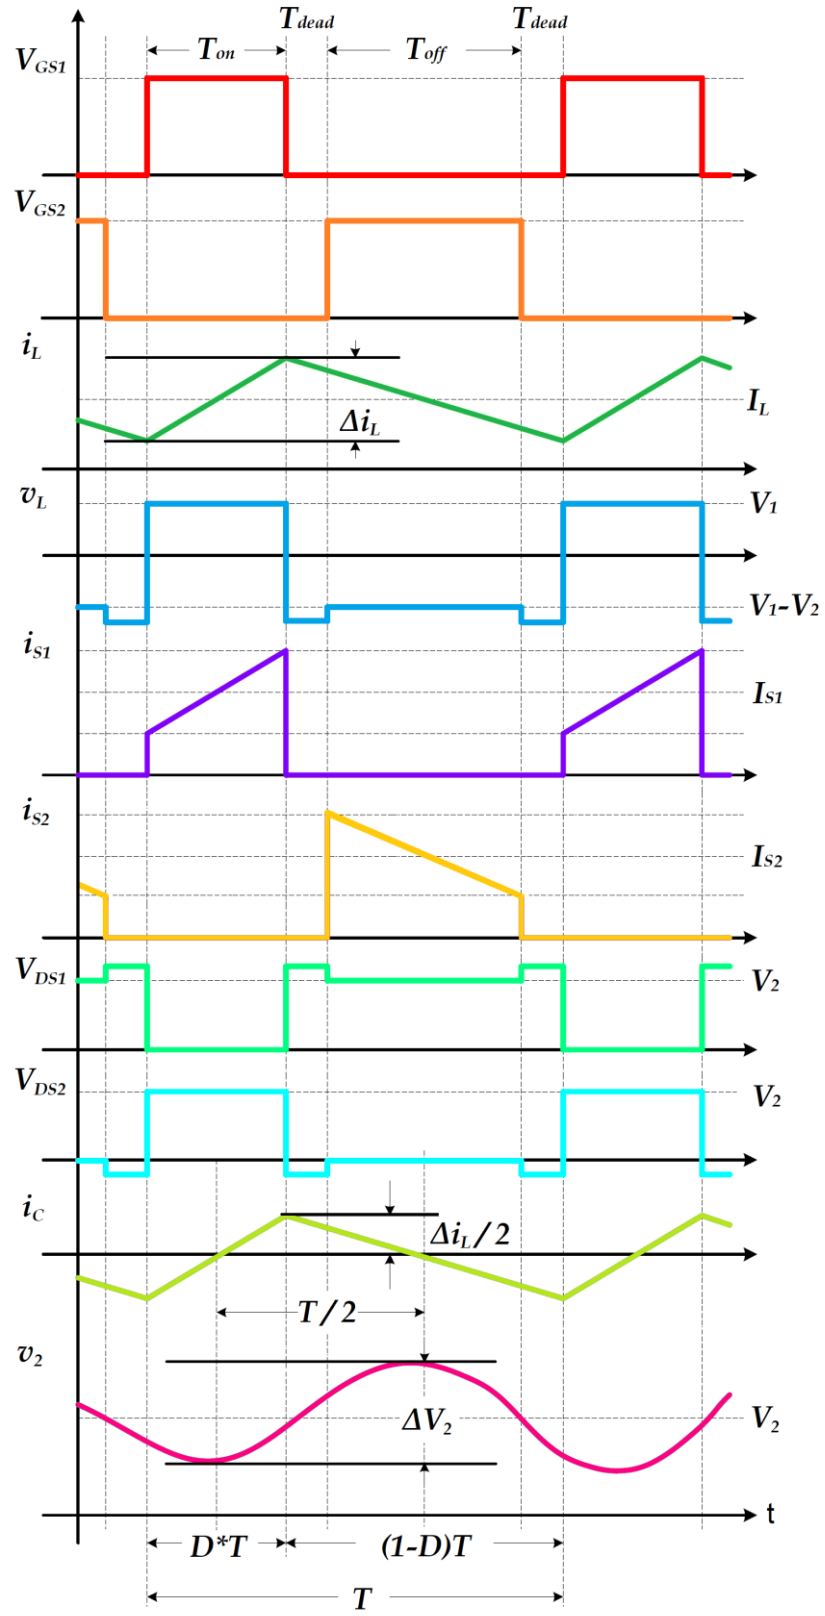 T_dead T_dead
T_on T_off
V_GS1
V_GS2
i_L
I_L
Δi_L
v_L V_1
V_1-V_2
i_S1
I_S1
i_S2
I_S2
V_DS1 V_2
V_DS2 V_2
i_C
Δi_L/2
T/2
v_2
ΔV_2 V_2
t
D*T (1-D)T
T